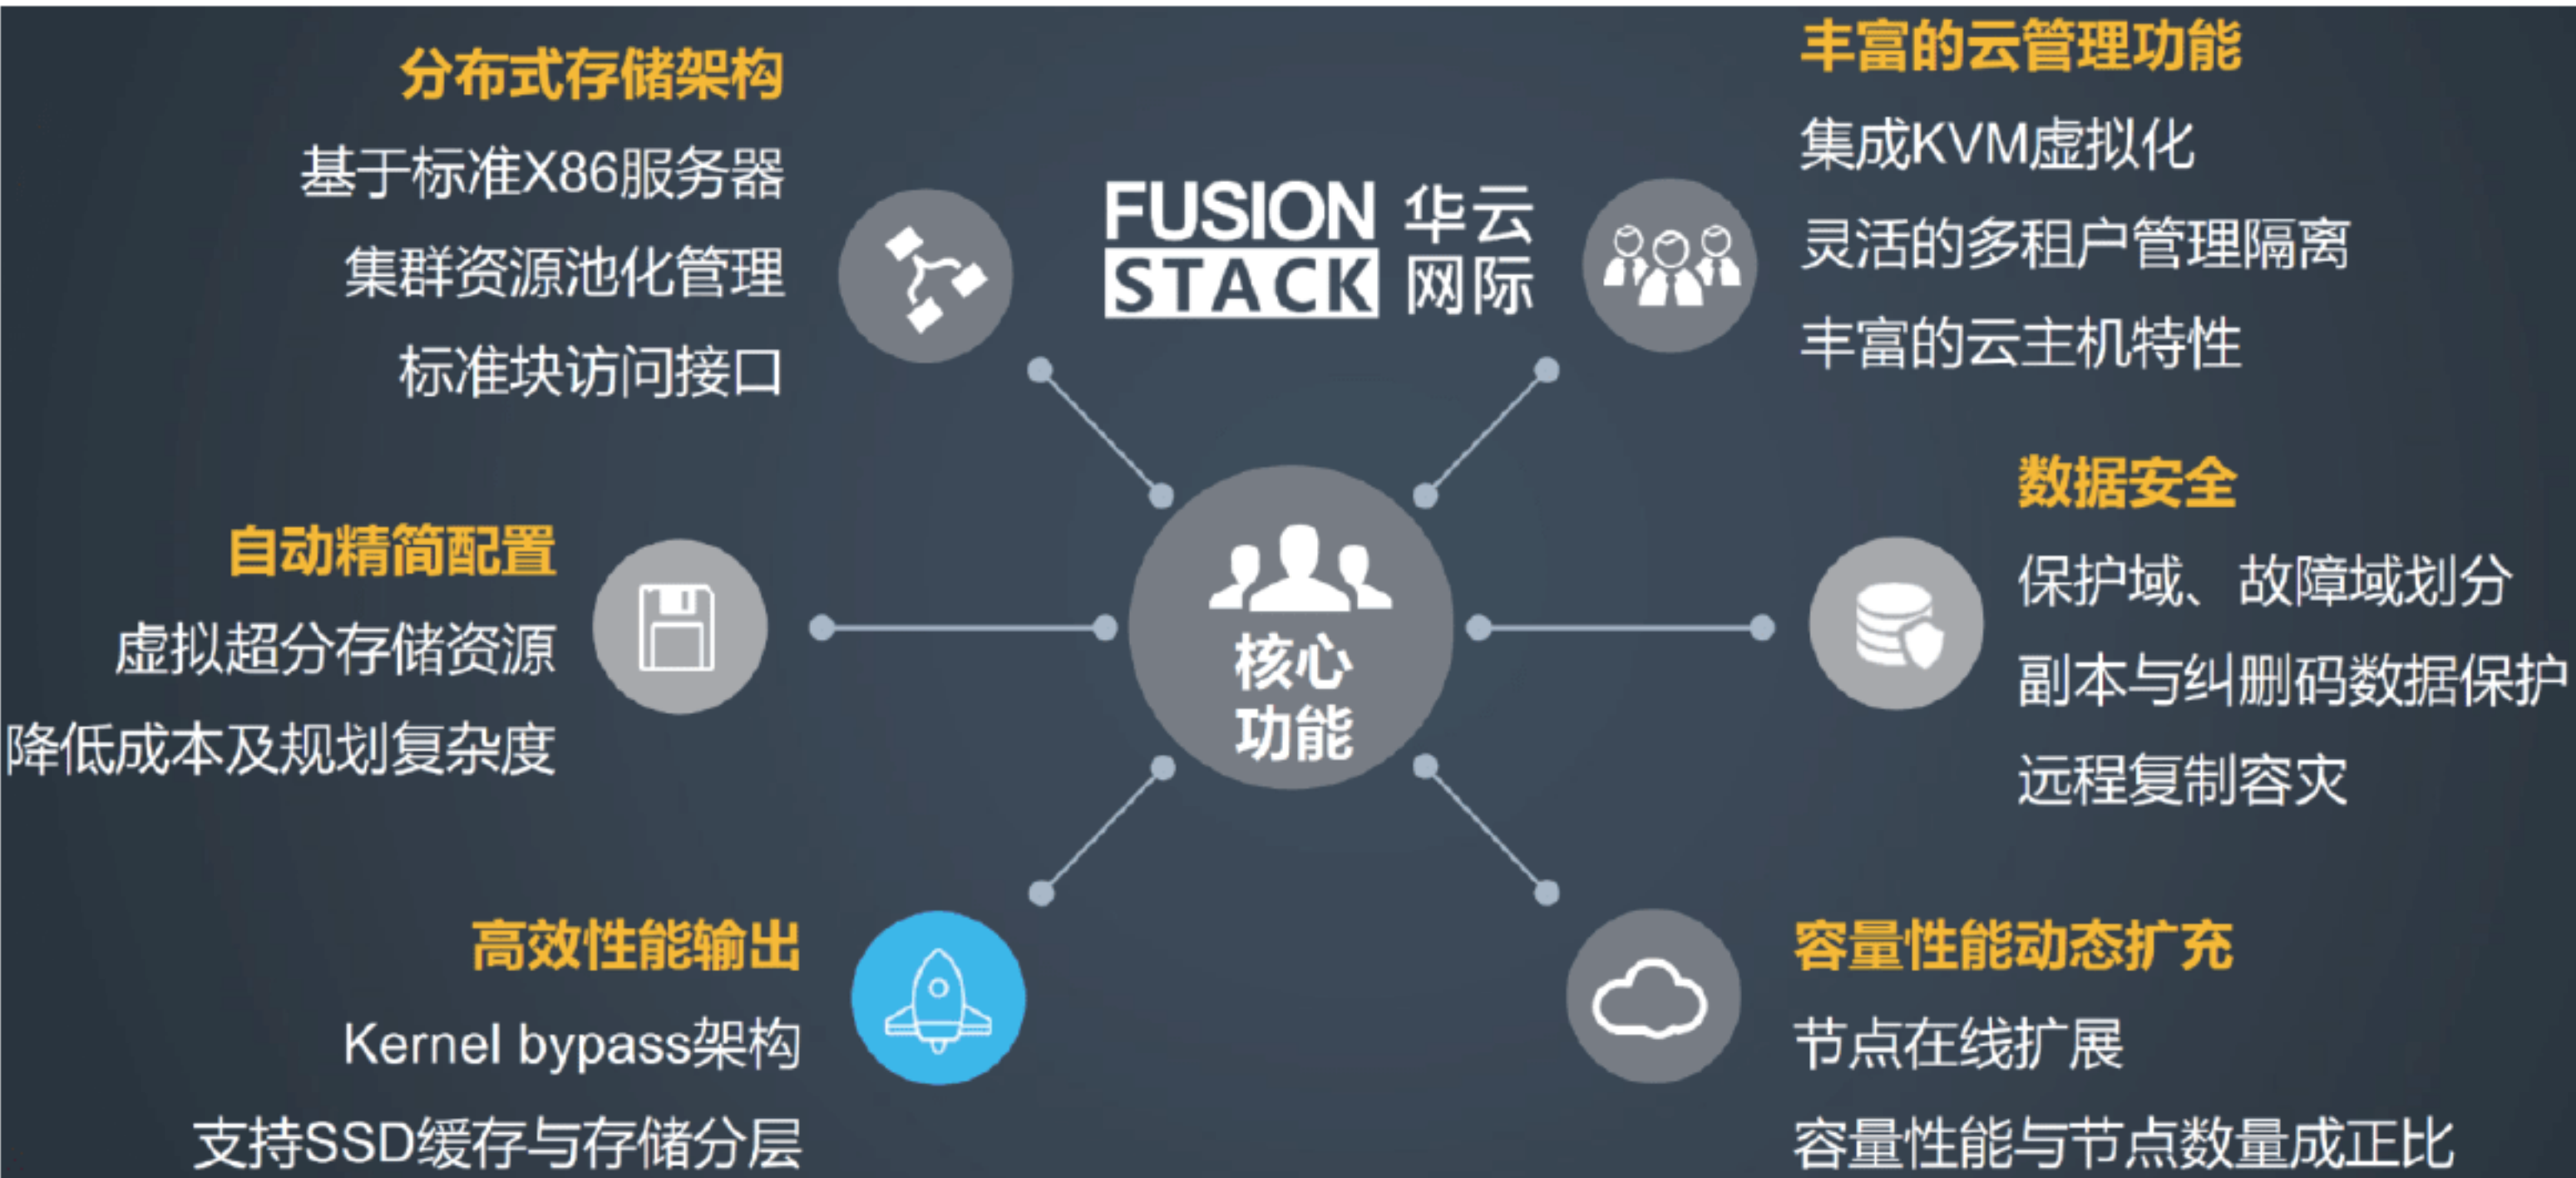 分布式存储架构
基于标准X86服务器
集群资源池化管理
标准块访问接口
FUSION
STACK
华云
网际
丰富的云管理功能
集成KVM虚拟化
灵活的多租户管理隔离
丰富的云主机特性
自动精简配置
虚拟超分存储资源
降低成本及规划复杂度
核心
功能
数据安全
保护域、故障域划分
副本与纠删码数据保护
远程复制容灾
高效性能输出
Kernel bypass架构
支持SSD缓存与存储分层
容量性能动态扩充
节点在线扩展
容量性能与节点数量成正比